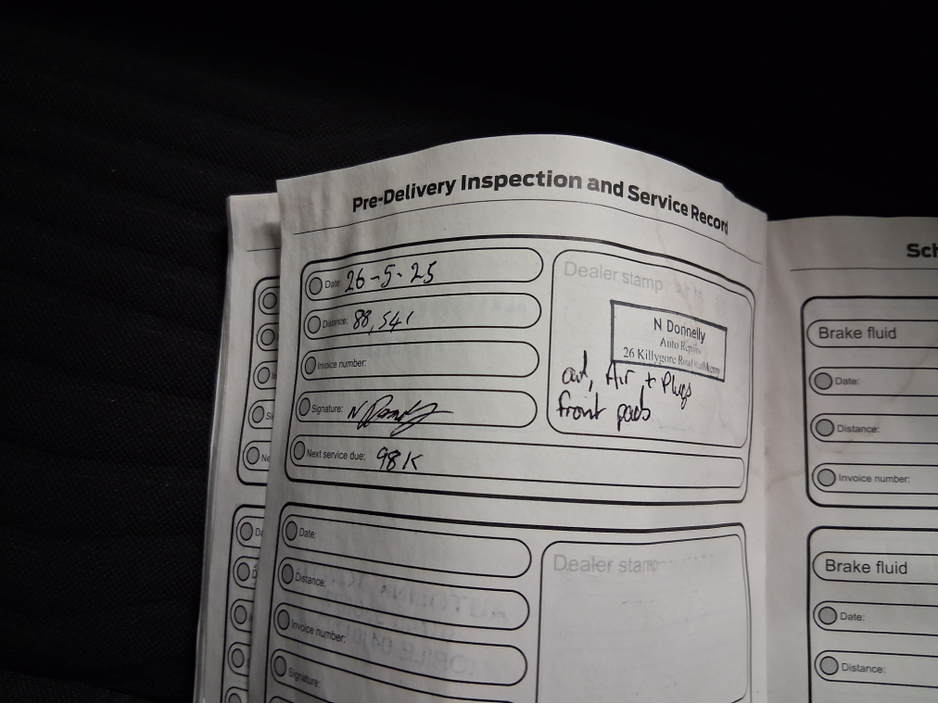 Pre-Delivery Inspection and Service Record
Date: 26-5-25
Distance: 88,541
Invoice number:
Signature: N Donnelly
Next service due: 98K
Dealer stamp
N Donnelly
Auto Repairs
26 Killygore Road
Air, + Plugs
front pads
Date:
Distance:
Invoice number:
Signature:
Dealer stamp
Sch
Brake fluid
Date:
Distance:
Invoice number:
Brake fluid
Date:
Distance: